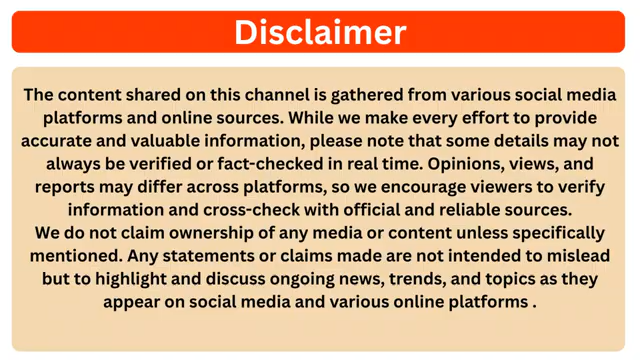 Disclaimer
The content shared on this channel is gathered from various social media
platforms and online sources. While we make every effort to provide
accurate and valuable information, please note that some details may not
always be verified or fact-checked in real time. Opinions, views, and
reports may differ across platforms, so we encourage viewers to verify
information and cross-check with official and reliable sources.
We do not claim ownership of any media or content unless specifically
mentioned. Any statements or claims made are not intended to mislead
but to highlight and discuss ongoing news, trends, and topics as they
appear on social media and various online platforms .